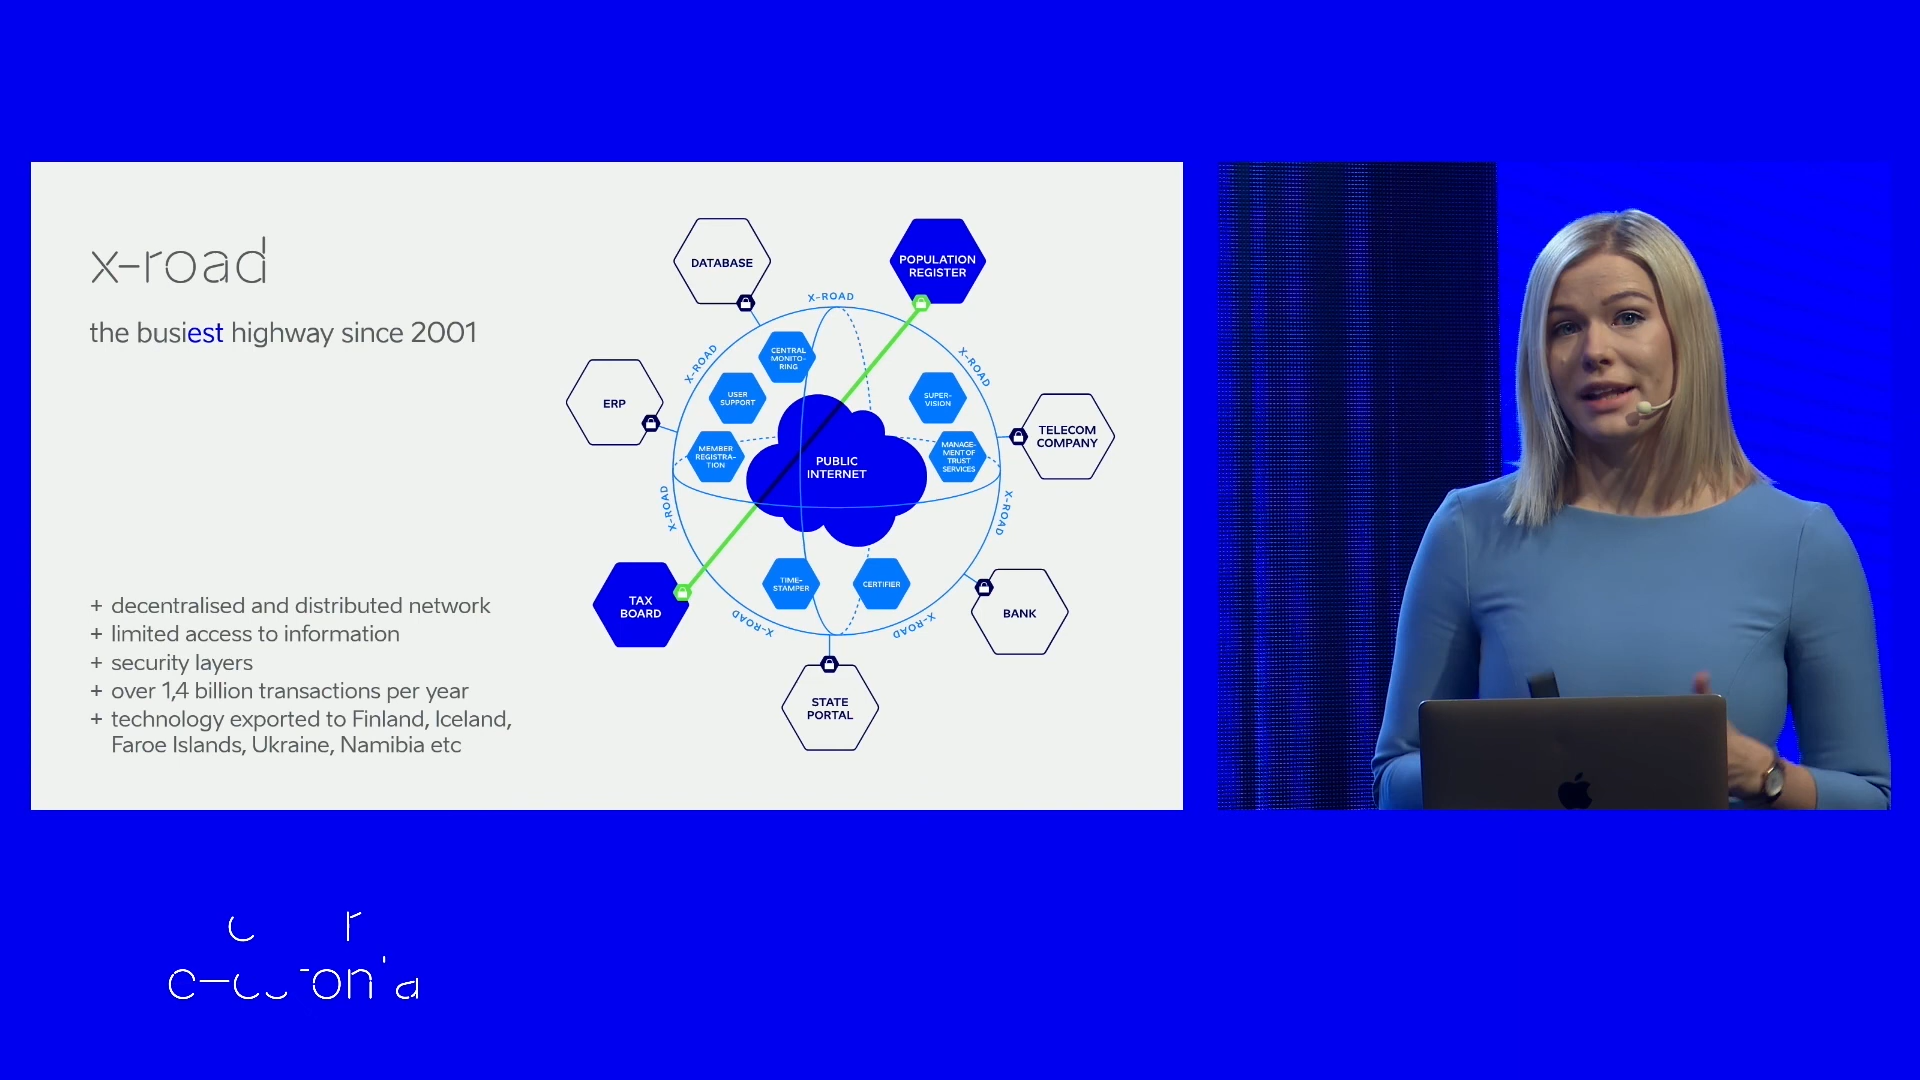 x-road
the busiest highway since 2001
+ decentralised and distributed network
+ limited access to information
+ security layers
+ over 1,4 billion transactions per year
+ technology exported to Finland, Iceland,
Faroe Islands, Ukraine, Namibia etc
DATABASE
POPULATION
REGISTER
X-ROAD
X-ROAD
X-ROAD
CENTRAL
MONITO-
RING
USER
SUPPORT
SUPER-
VISION
ERP
TELECOM
COMPANY
MEMBER
REGISTRA-
TION
MANAGE-
MENT OF
TRUST
SERVICES
PUBLIC
INTERNET
X-ROAD
X-ROAD
TIME-
STAMPER
CERTIFIER
TAX
BOARD
BANK
X-ROAD
X-ROAD
STATE
PORTAL